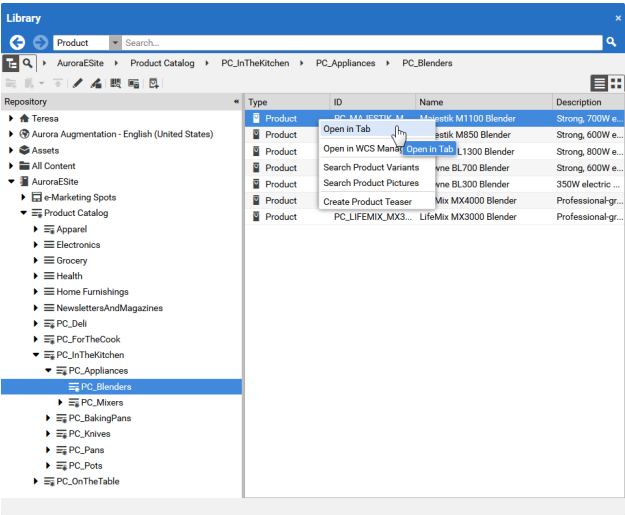 Library ×
Product Search...
AuroraESite Product Catalog PC_InTheKitchen PC_Appliances PC_Blenders
Repository
Teresa
Aurora Augmentation - English (United States)
Assets
All Content
AuroraESite
e-Marketing Spots
Product Catalog
Apparel
Electronics
Grocery
Health
Home Furnishings
NewslettersAndMagazines
PC_Deli
PC_ForTheCook
PC_InTheKitchen
PC_Appliances
PC_Blenders
PC_Mixers
PC_BakingPans
PC_Knives
PC_Pans
PC_Pots
PC_OnTheTable
Type ID Name Description
Product PC_MAJESTIK_M... Majestik M1100 Blender Strong, 700W e...
Product estik M850 Blender Strong, 600W e...
Product L1300 Blender Strong, 800W e...
Product wne BL700 Blender Strong, 600W e...
Product wne BL300 Blender 350W electric ...
Product Mix MX4000 Blender Professional-gr...
Product PC_LIFEMIX_MX3... LifeMix MX3000 Blender Professional-gr...
Open in Tab
Open in WCS Manag
Open in Tab
Search Product Variants
Search Product Pictures
Create Product Teaser